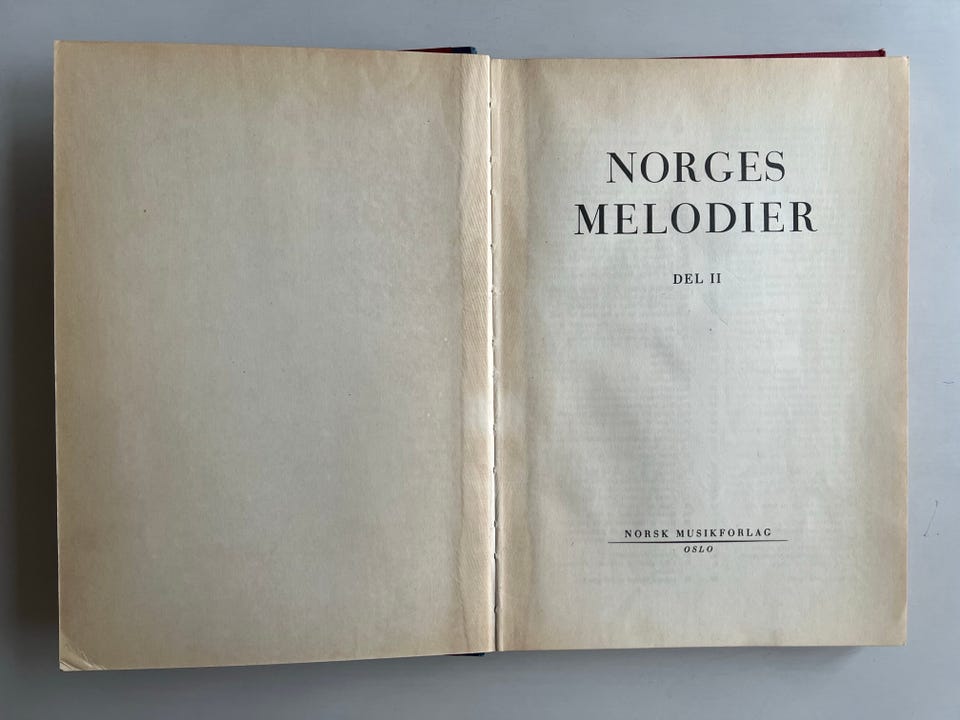 NORGES
MELODIER
DEL II
NORSK MUSIKFORLAG
OSLO